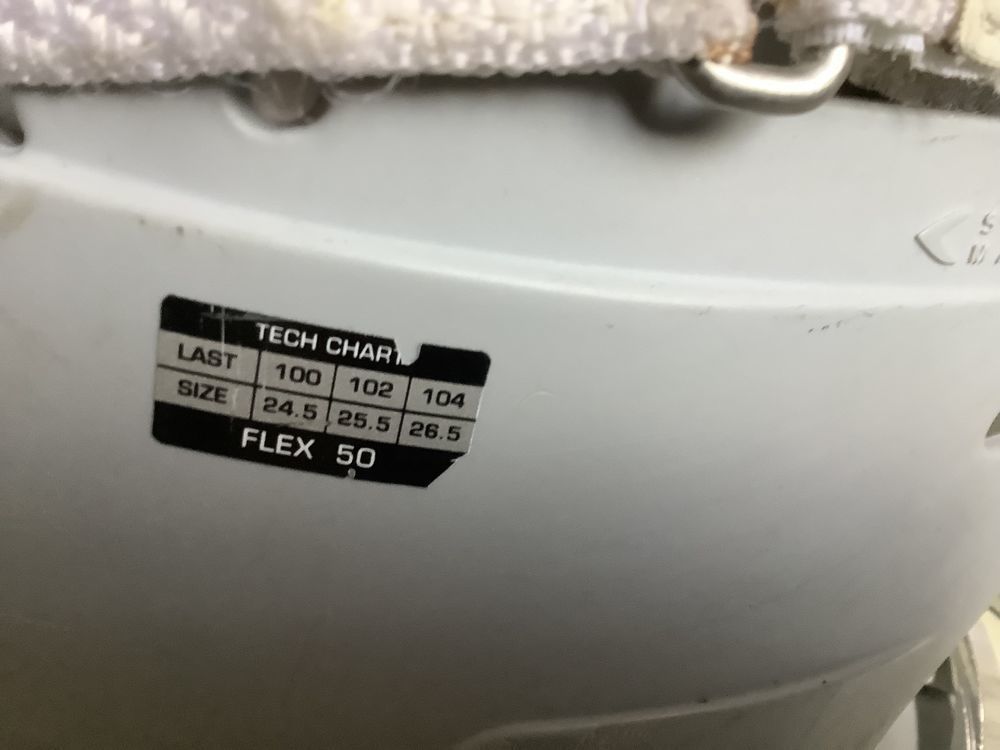 TECH CHART
LAST 100 102 104
SIZE 24.5 25.5 26.5
FLEX 50